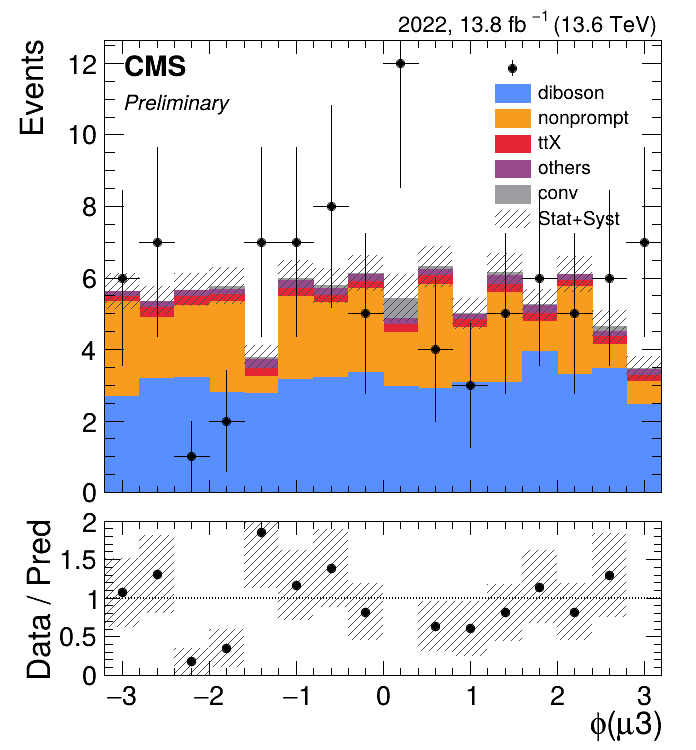 2022, 13.8 fb⁻¹ (13.6 TeV)
Events
CMS
Preliminary
diboson
nonprompt
ttX
others
conv
Stat+Syst
12
10
8
6
4
2
0
Data / Pred
2
1.5
1
0.5
0
−3 −2 −1 0 1 2 3
ϕ(μ3)